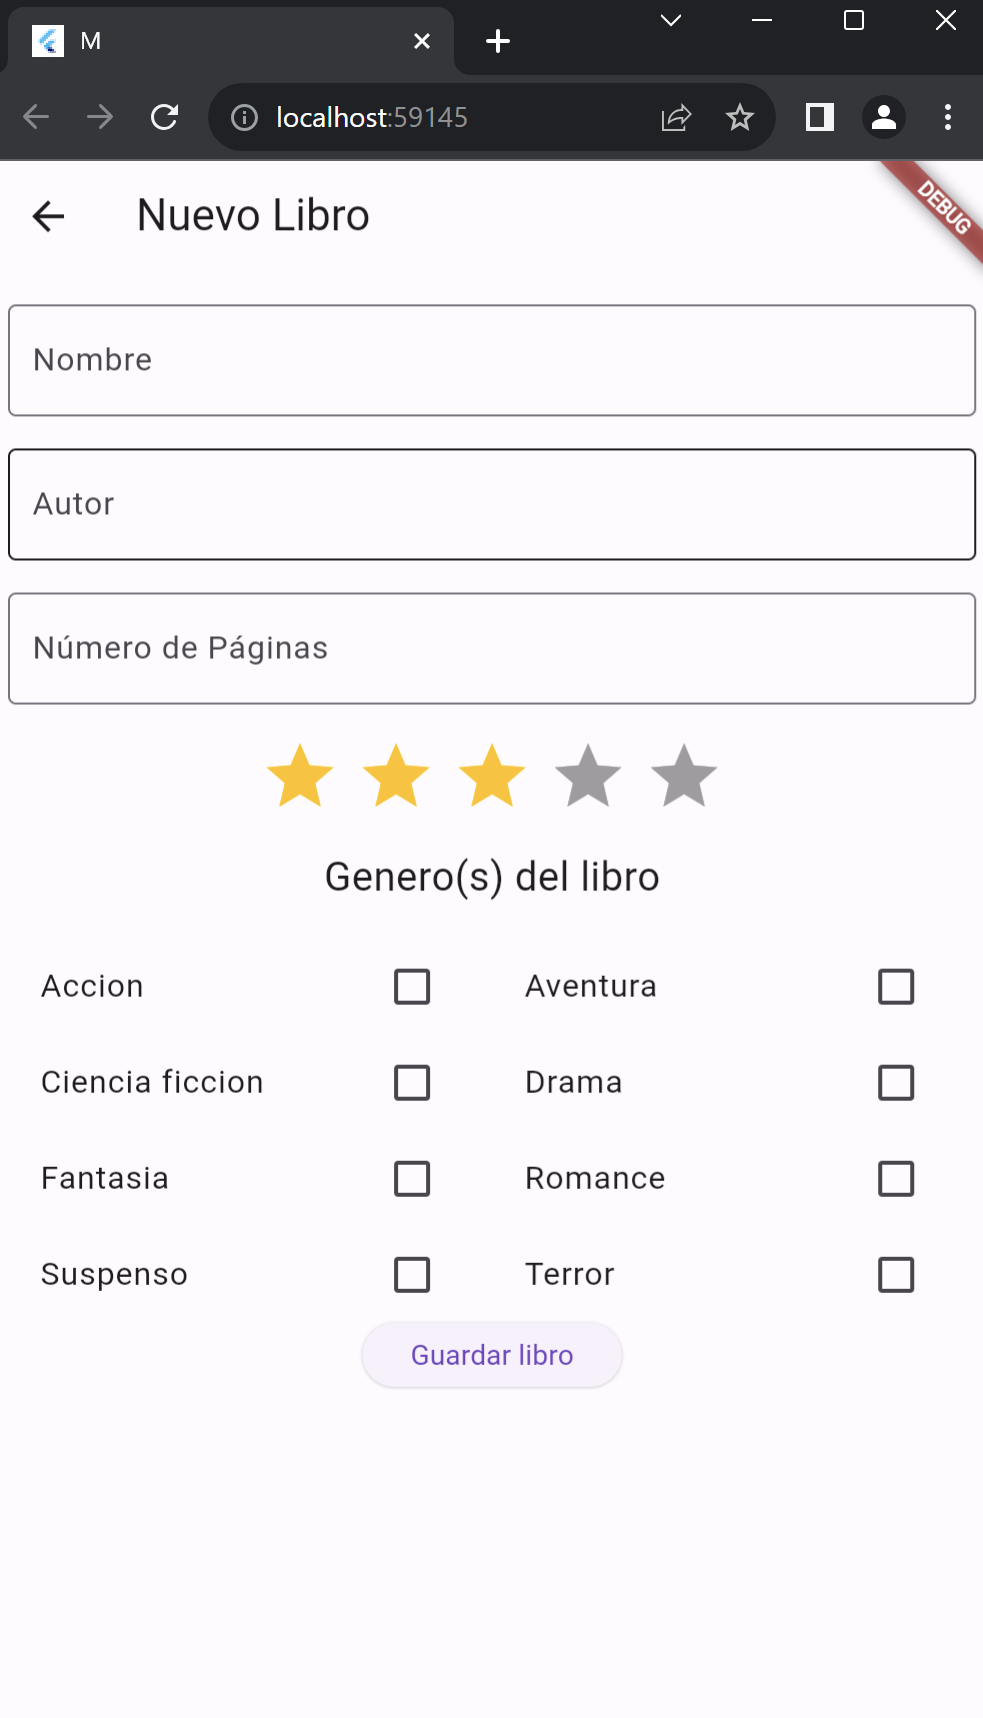 M
localhost:59145
DEBUG
Nuevo Libro
Nombre
Autor
Número de Páginas
Genero(s) del libro
Accion
Aventura
Ciencia ficcion
Drama
Fantasia
Romance
Suspenso
Terror
Guardar libro